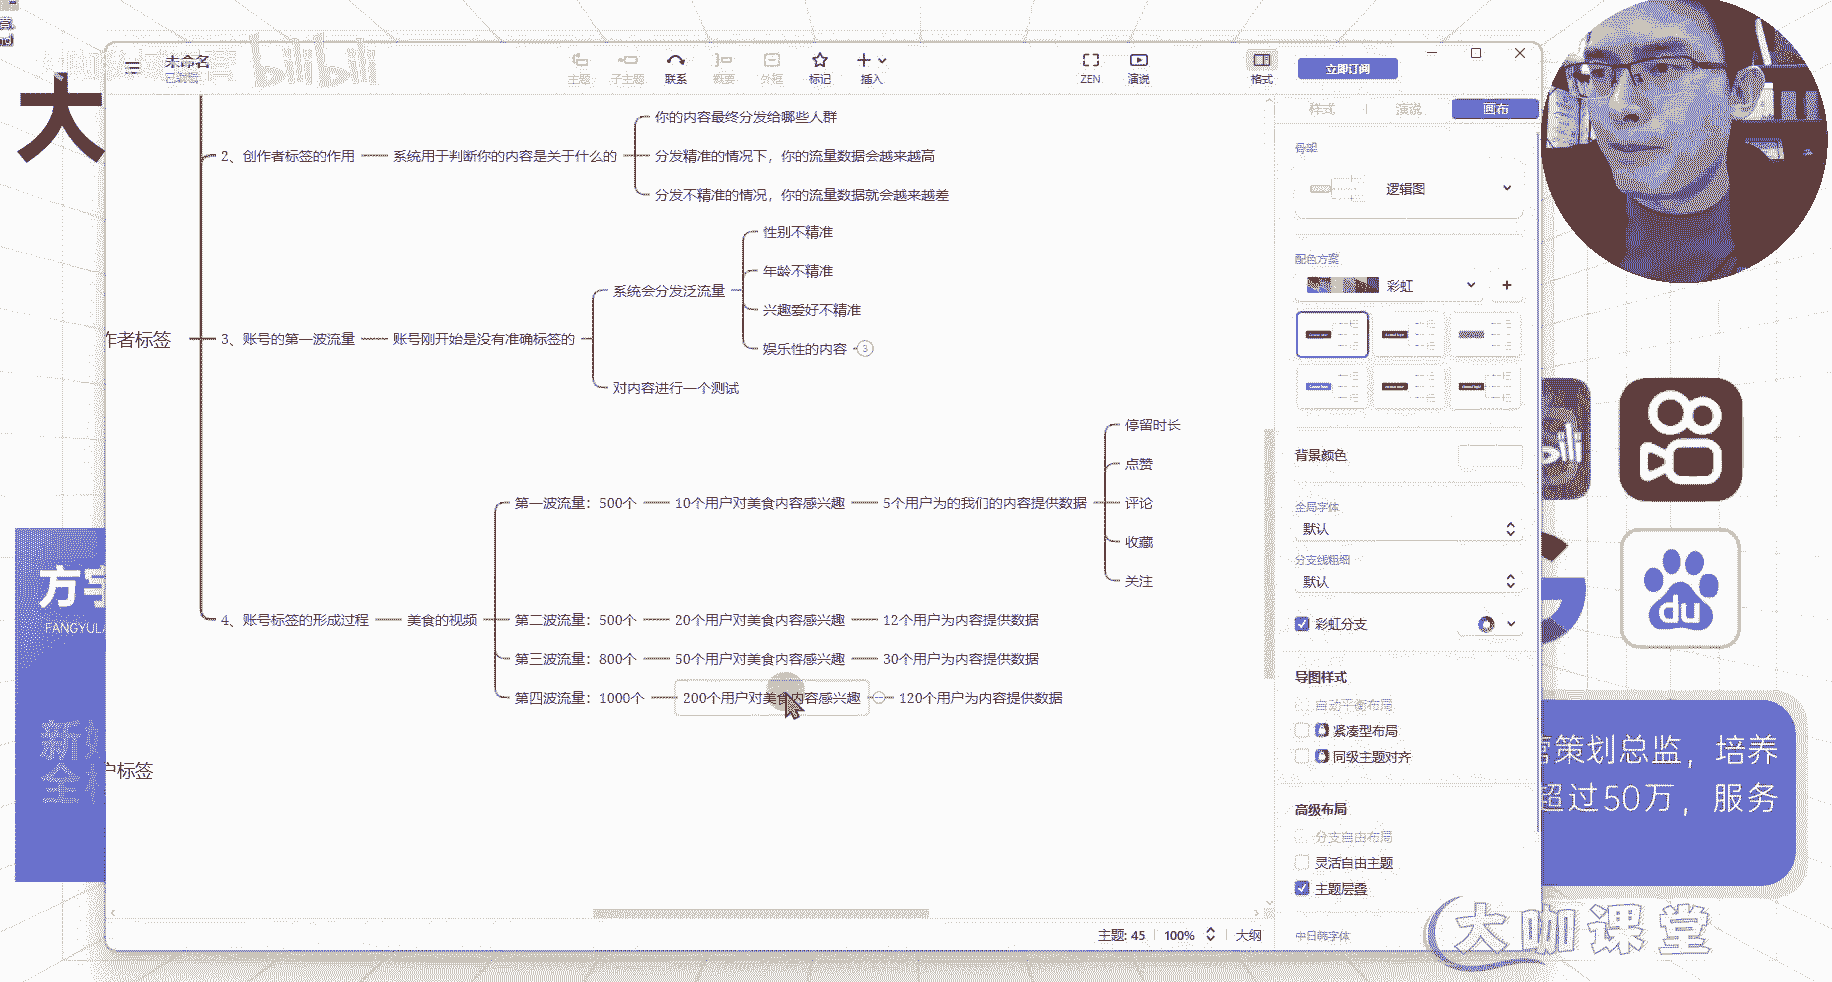 大
bilibili
未命名
主题
子主题
联系
概要
外框
标记
插入
ZEN
演说
格式
立即订阅
样式
演说
画布
骨架
逻辑图
配色方案
彩虹
背景颜色
全局字体
默认
分支线粗细
默认
彩虹分支
导图样式
自动平衡布局
紧凑型布局
同级主题对齐
高级布局
分支自由布局
灵活自由主题
主题层叠
中日韩字体
你的内容最终分发给哪些人群
2、创作者标签的作用
系统用于判断你的内容是关于什么的
分发精准的情况下，你的流量数据会越来越高
分发不精准的情况，你的流量数据就会越来越差
性别不精准
年龄不精准
系统会分发泛流量
兴趣爱好不精准
作者标签
3、账号的第一波流量
账号刚开始是没有准确标签的
娱乐性的内容
3
对内容进行一个测试
停留时长
点赞
第一波流量：500个
10个用户对美食内容感兴趣
5个用户为的我们的内容提供数据
评论
收藏
关注
4、账号标签的形成过程
美食的视频
第二波流量：500个
20个用户对美食内容感兴趣
12个用户为内容提供数据
第三波流量：800个
50个用户对美食内容感兴趣
30个用户为内容提供数据
第四波流量：1000个
200个用户对美食内容感兴趣
120个用户为内容提供数据
户标签
主题: 45
100%
大纲
方宇
FANGYULA
新媒
全
du
营策划总监，培养
超过50万，服务
大咖课堂